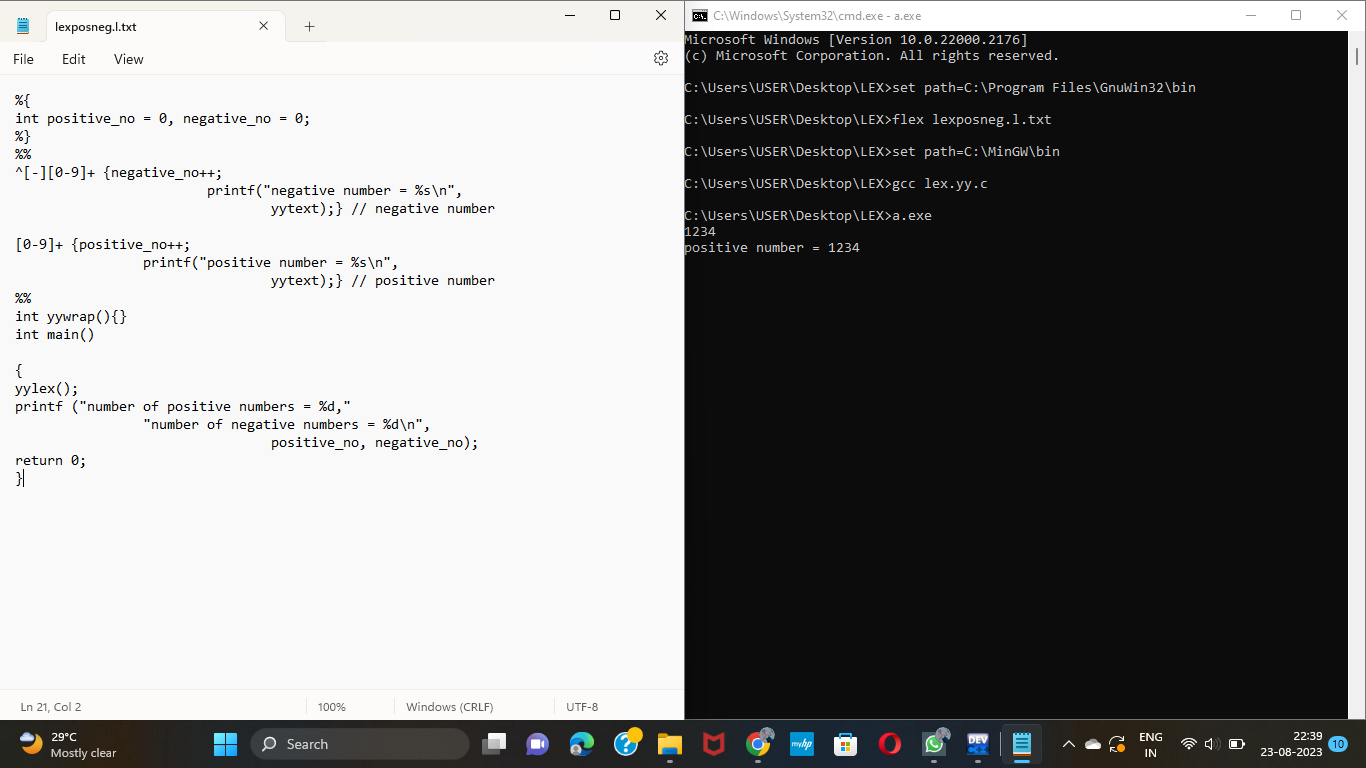 lexposneg.l.txt
File Edit View
%{
int positive_no = 0, negative_no = 0;
%}
%%
^[-][0-9]+ {negative_no++;
printf("negative number = %s\n",
yytext);} // negative number
[0-9]+ {positive_no++;
printf("positive number = %s\n",
yytext);} // positive number
%%
int yywrap(){}
int main()
{
yylex();
printf ("number of positive numbers = %d,"
"number of negative numbers = %d\n",
positive_no, negative_no);
return 0;
}
Ln 21, Col 2 100% Windows (CRLF) UTF-8
C:\Windows\System32\cmd.exe - a.exe
Microsoft Windows [Version 10.0.22000.2176]
(c) Microsoft Corporation. All rights reserved.
C:\Users\USER\Desktop\LEX>set path=C:\Program Files\GnuWin32\bin
C:\Users\USER\Desktop\LEX>flex lexposneg.l.txt
C:\Users\USER\Desktop\LEX>set path=C:\MinGW\bin
C:\Users\USER\Desktop\LEX>gcc lex.yy.c
C:\Users\USER\Desktop\LEX>a.exe
1234
positive number = 1234
29°C
Mostly clear
Search
myhp
DEV
ENG
IN
22:39
23-08-2023
10